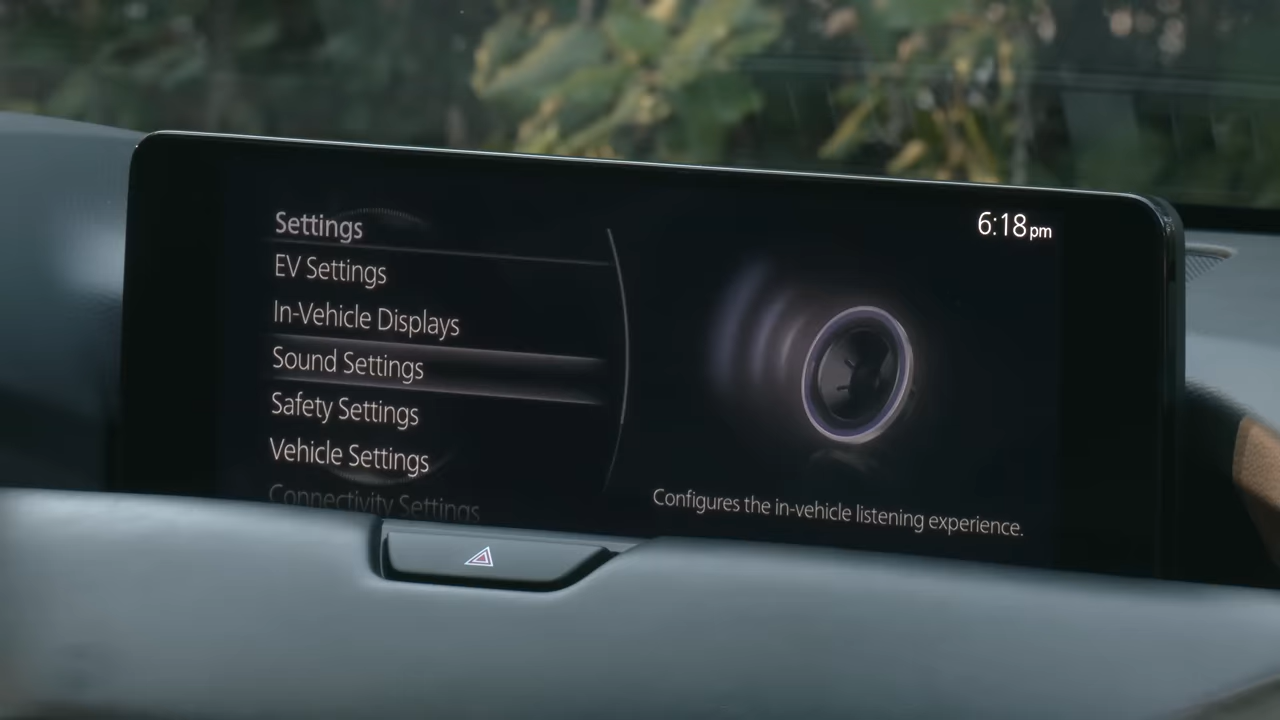 Settings
6:18pm
EV Settings
In-Vehicle Displays
Sound Settings
Safety Settings
Vehicle Settings
Connectivity Settings
Configures the in-vehicle listening experience.